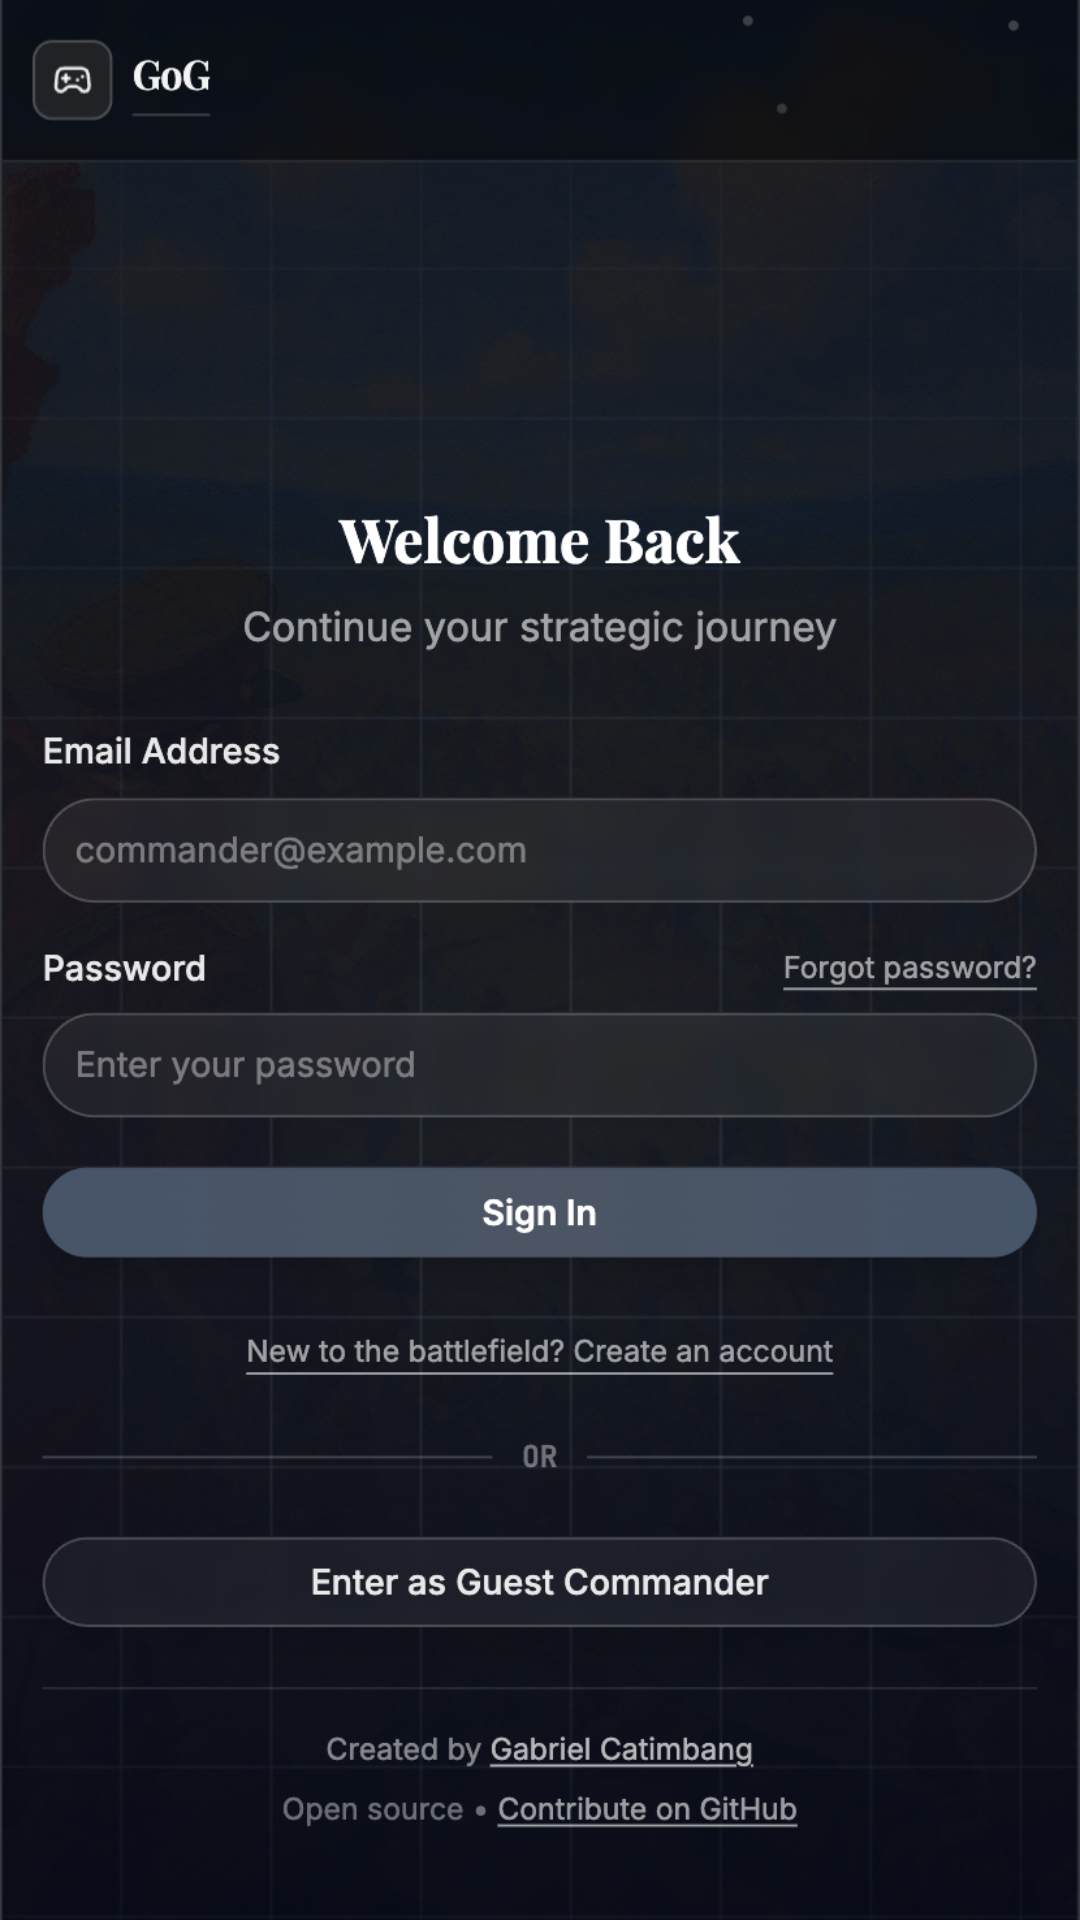 GoG
Welcome Back
Continue your strategic journey
Email Address
commander@example.com
Password
Forgot password?
Enter your password
Sign In
New to the battlefield? Create an account
OR
Enter as Guest Commander
Created by Gabriel Catimbang
Open source • Contribute on GitHub